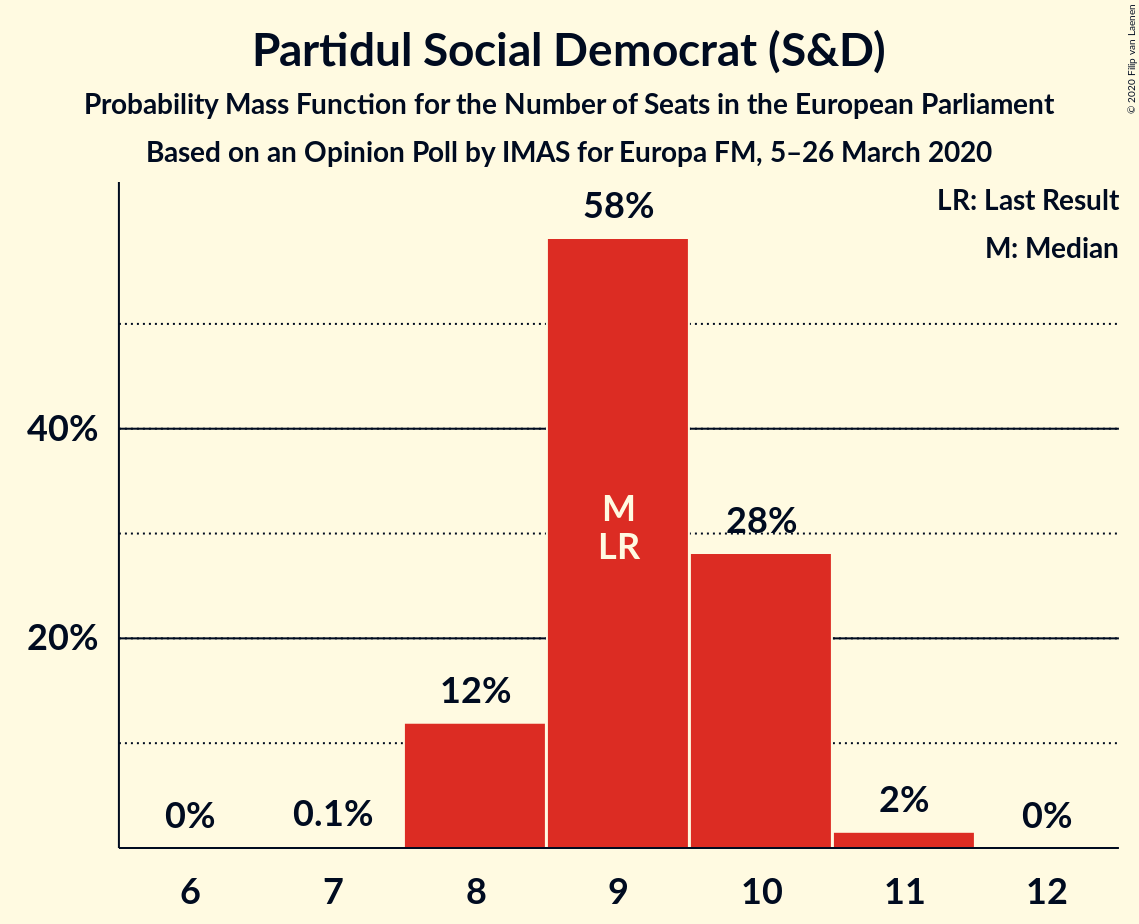 Partidul Social Democrat (S&D)
Probability Mass Function for the Number of Seats in the European Parliament
Based on an Opinion Poll by IMAS for Europa FM, 5–26 March 2020
© 2020 Filip van Laenen
LR: Last Result
M: Median
58%
40%
M
28%
LR
20%
12%
0%
0.1%
2%
0%
6 7 8 9 10 11 12